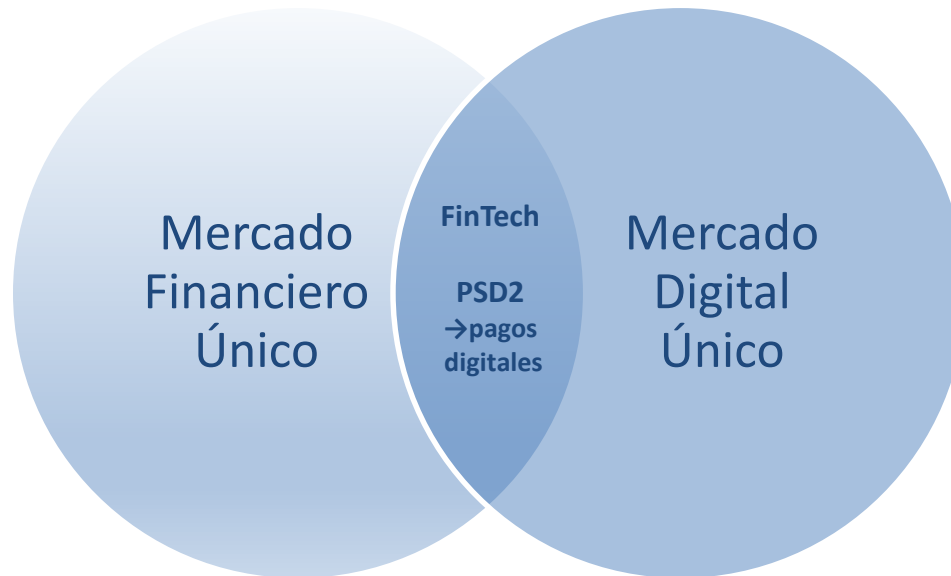 Mercado
Financiero
Único
FinTech
PSD2
→pagos
digitales
Mercado
Digital
Único